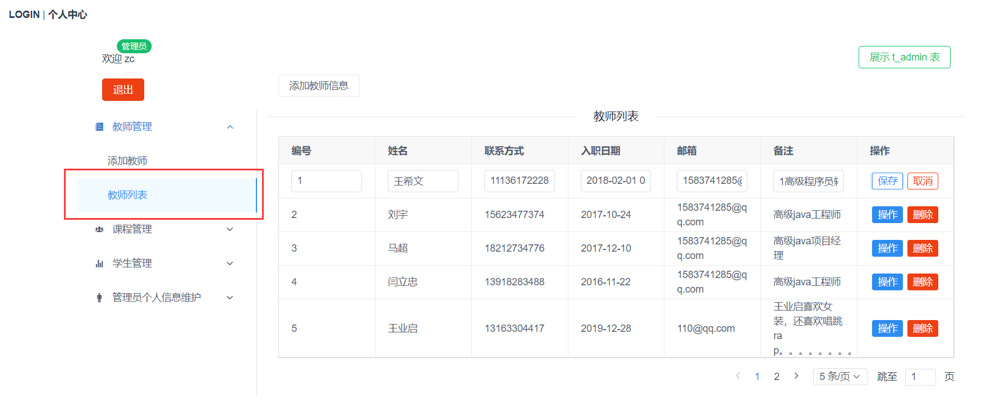 LOGIN | 个人中心
管理员
欢迎 zc
展示 t_admin 表
退出
添加教师信息
教师管理
添加教师
教师列表
课程管理
学生管理
管理员个人信息维护
教师列表
编号 姓名 联系方式 入职日期 邮箱 备注 操作
1 王希文 11136172228 2018-02-01 0 1583741285@ 1高级程序员 保存 取消
2 刘宇 15623477374 2017-10-24 1583741285@q 高级java工程师 操作 删除
qq.com
3 马超 18212734776 2017-12-10 1583741285@q 高级java项目经 操作 删除
qq.com 理
4 闫立忠 13918283488 2016-11-22 1583741285@q 高级java工程师 操作 删除
qq.com
5 王业启 13163304417 2019-12-28 110@qq.com 王业启喜欢女 操作 删除
装，还喜欢唱跳
ra
p。。。。。。。。
1 2 5 条/页 跳至 1 页